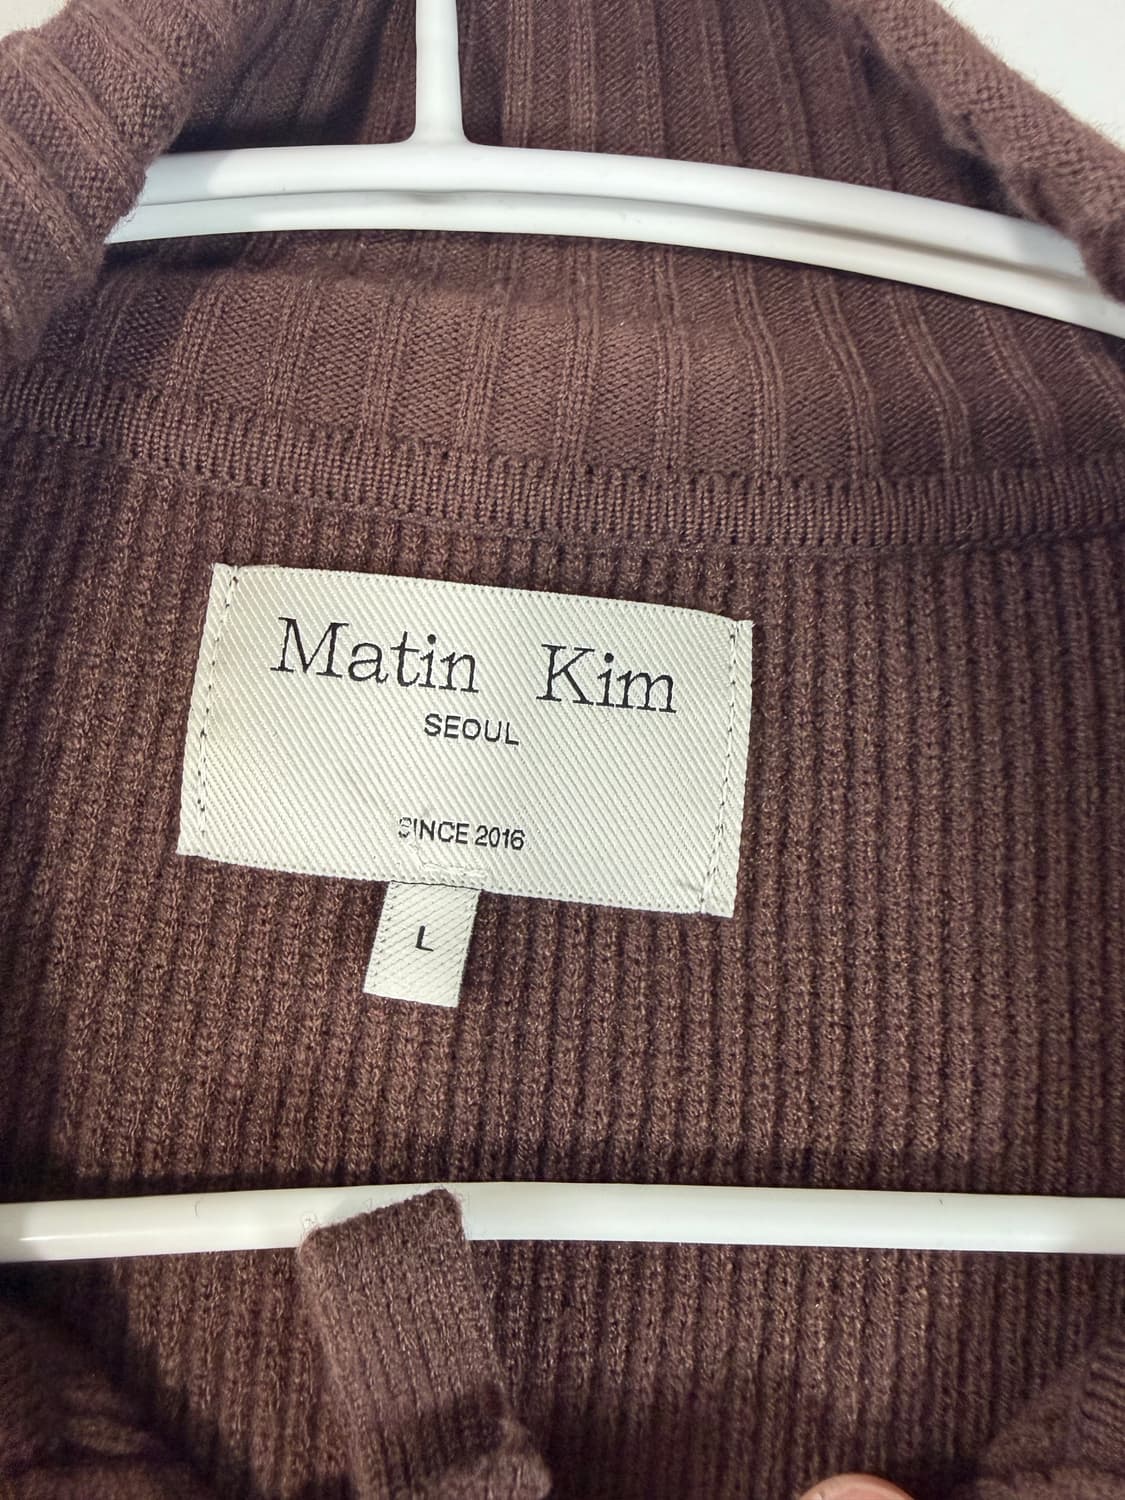 Matin Kim
SEOUL
SINCE 2016
L